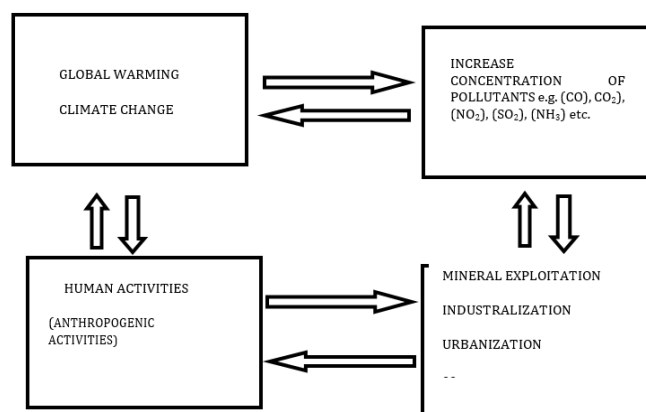 GLOBAL WARMING
CLIMATE CHANGE
INCREASE
CONCENTRATION OF
POLLUTANTS e.g. (CO), CO₂),
(NO₂), (SO₂), (NH₃) etc.
HUMAN ACTIVITIES
(ANTHROPOGENIC
ACTIVITIES)
MINERAL EXPLOITATION
INDUSTRALIZATION
URBANIZATION
--